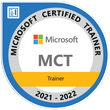 MICROSOFT CERTIFIED TRAINER
Microsoft
MCT
Trainer
2021 - 2022